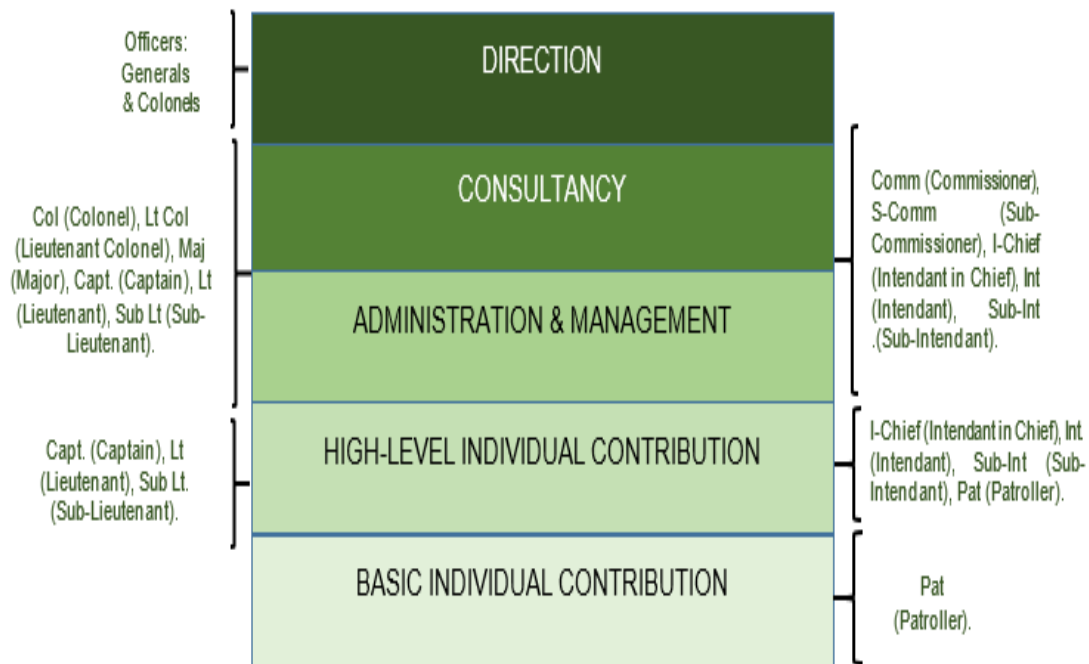 Officers:
Generals
& Colonels
DIRECTION
CONSULTANCY
Col (Colonel), Lt Col
(Lieutenant Colonel), Maj
(Major), Capt. (Captain), Lt
(Lieutenant), Sub Lt (Sub-
Lieutenant).
Comm (Commissioner),
S-Comm (Sub-
Commissioner), I-Chief
(Intendant in Chief), Int
(Intendant), Sub-Int
.(Sub-Intendant).
ADMINISTRATION & MANAGEMENT
Capt. (Captain), Lt
(Lieutenant), Sub Lt.
(Sub-Lieutenant).
HIGH-LEVEL INDIVIDUAL CONTRIBUTION
I-Chief (Intendant in Chief), Int.
(Intendant), Sub-Int (Sub-
Intendant), Pat (Patroller).
BASIC INDIVIDUAL CONTRIBUTION
Pat
(Patroller).